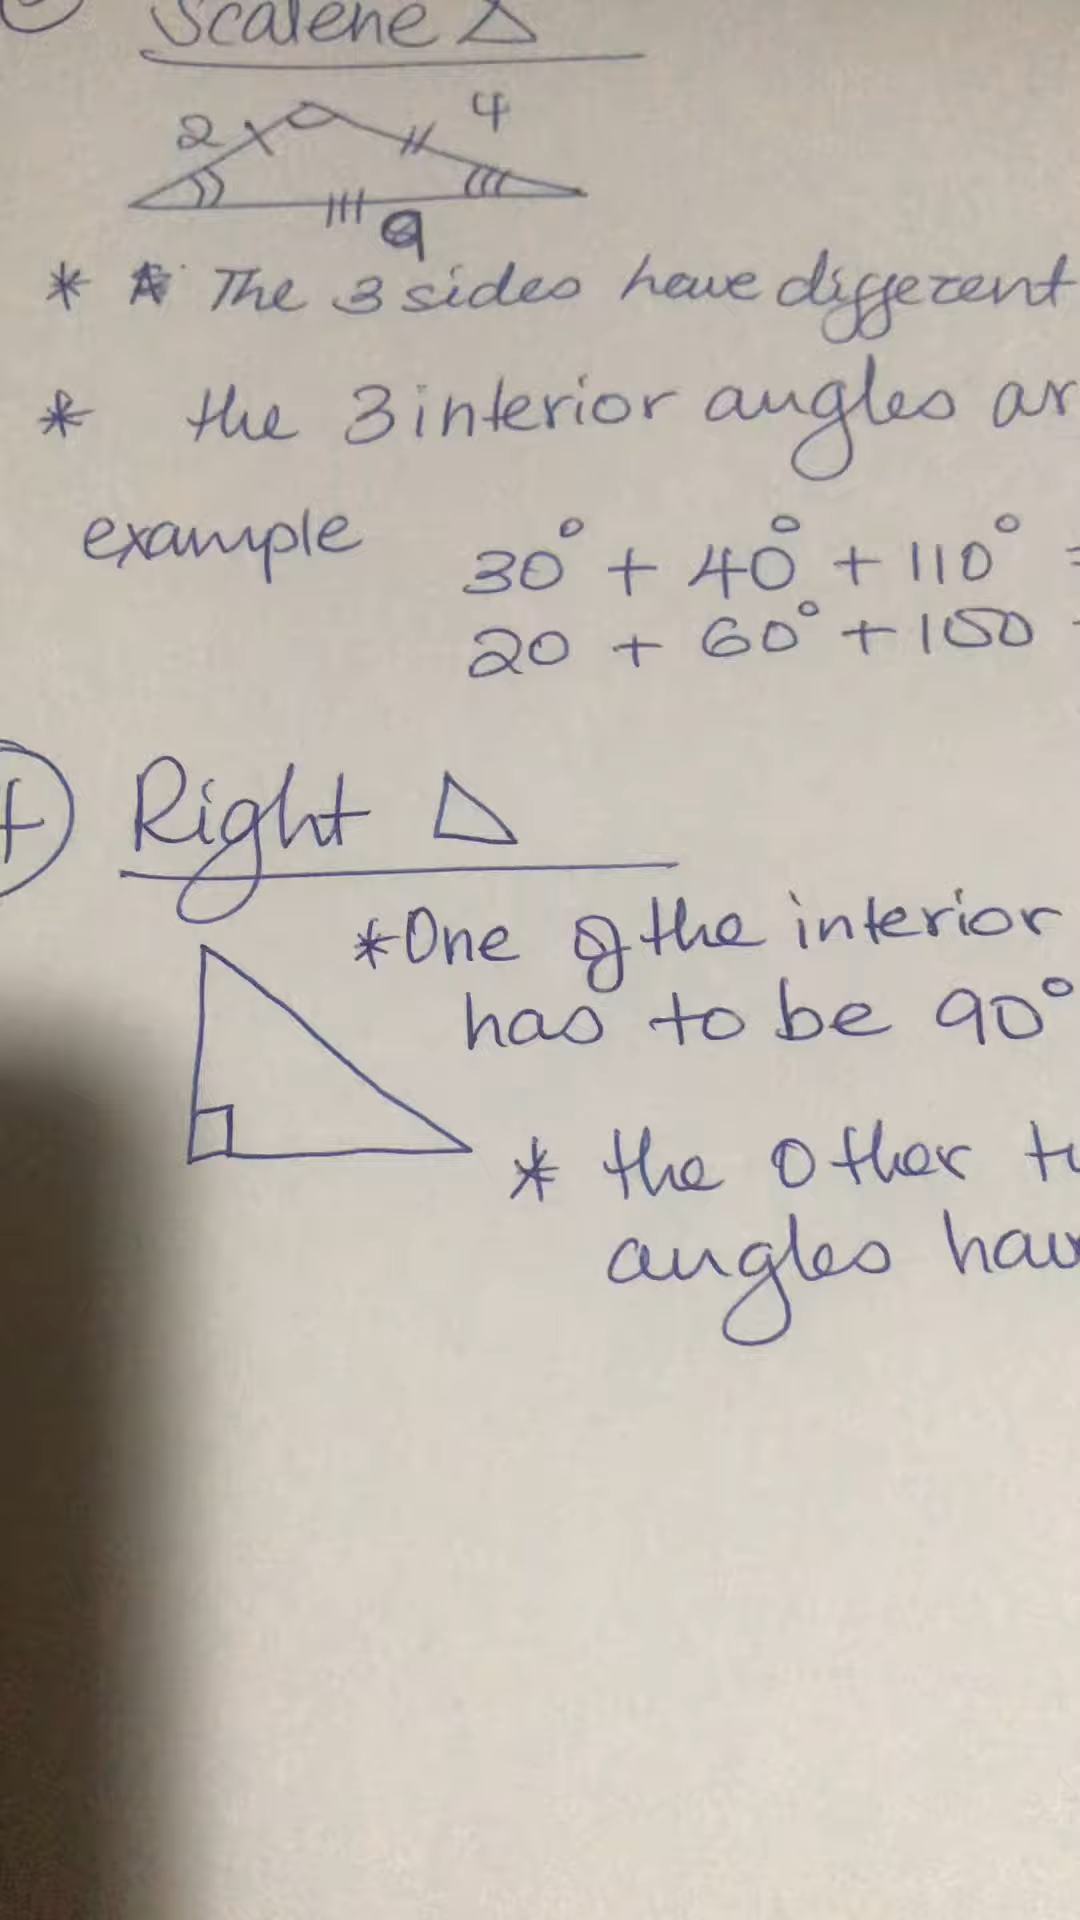 Scalene △
2 4
9
* The 3 sides have different
* the 3 interior angles ar
example 30° + 40° + 110° =
20 + 60° + 100
Right △
*One of the interior
has to be 90°
* the other t
angles hav